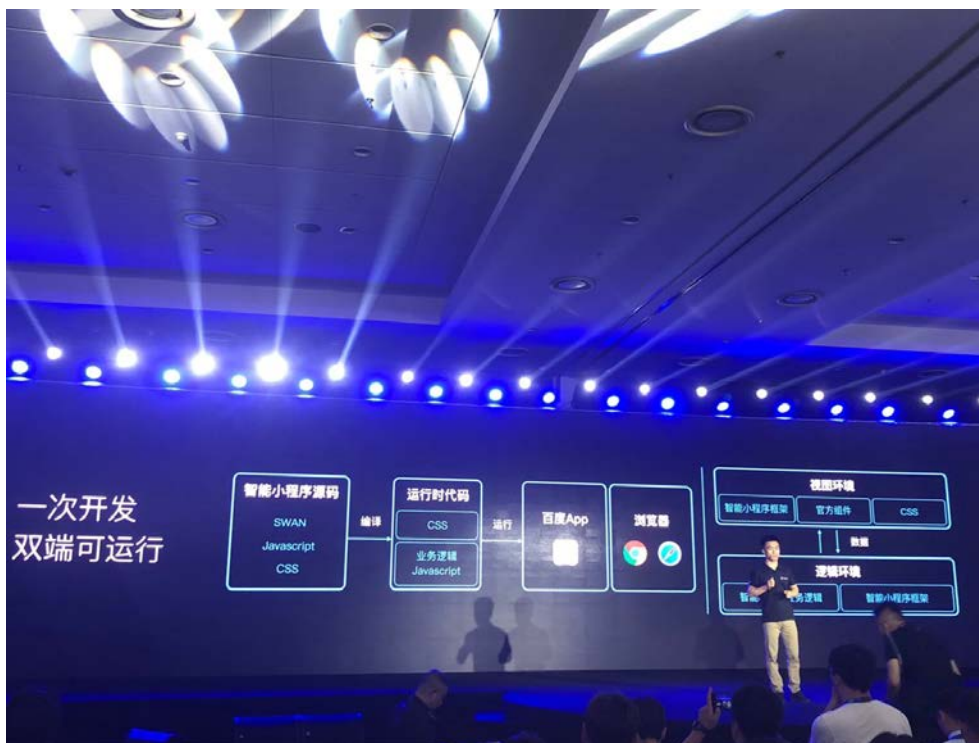 一次开发
双端可运行
智能小程序源码
SWAN
Javascript
CSS
编译
运行时代码
CSS
业务逻辑
Javascript
运行
百度App
浏览器
视图环境
智能小程序框架
官方组件
CSS
数据
逻辑环境
智能
务逻辑
智能小程序框架